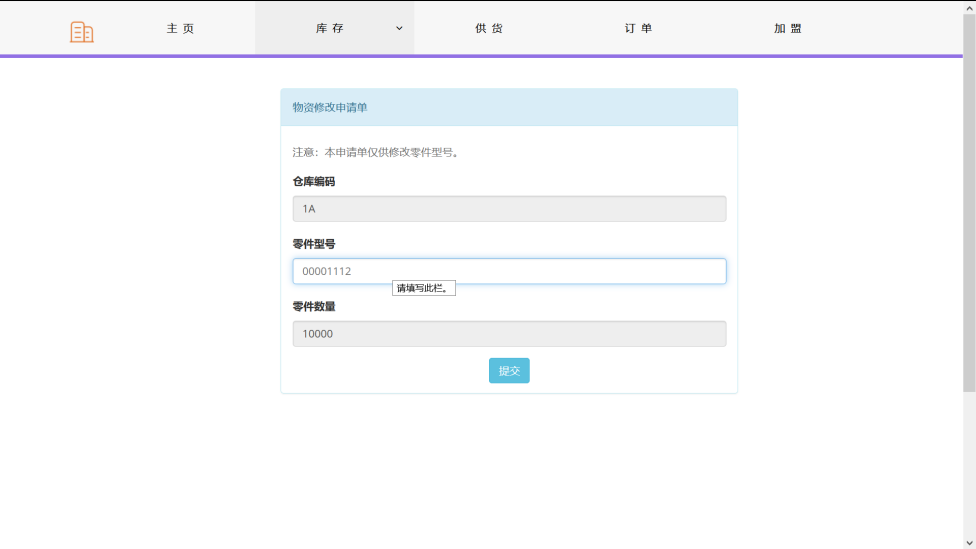 主页 库存 供货 订单 加盟
物资修改申请单
注意：本申请单仅供修改零件型号。
仓库编码
1A
零件型号
00001112
请填写此栏。
零件数量
10000
提交